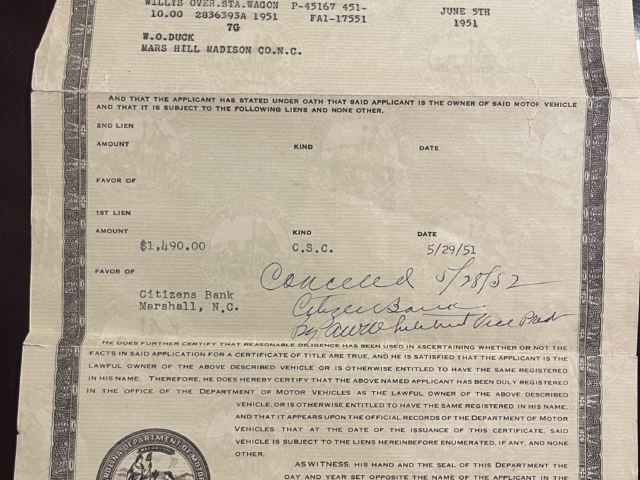 WILLYS OVER.STA.WAGON P-45167 451-
10.00 2836393A 1951 FA1-17551 JUNE 5TH 1951
7G
W.O.DUCK
MARS HILL MADISON CO.N.C.
AND THAT THE APPLICANT HAS STATED UNDER OATH THAT SAID APPLICANT IS THE OWNER OF SAID MOTOR VEHICLE
AND THAT IT IS SUBJECT TO THE FOLLOWING LIENS AND NONE OTHER.
2ND LIEN
AMOUNT KIND DATE
FAVOR OF
1ST LIEN
AMOUNT KIND DATE
$1,490.00 C.S.C. 5/29/51
FAVOR OF
Canceled 5/28/52
Citizens Bank
Marshall, N.C.
Citizens Bank
By Vice Pres
HE DOES FURTHER CERTIFY THAT REASONABLE DILIGENCE HAS BEEN USED IN ASCERTAINING WHETHER OR NOT THE
FACTS IN SAID APPLICATION FOR A CERTIFICATE OF TITLE ARE TRUE, AND HE IS SATISFIED THAT THE APPLICANT IS THE
LAWFUL OWNER OF THE ABOVE DESCRIBED VEHICLE OR IS OTHERWISE ENTITLED TO HAVE THE SAME REGISTERED
IN HIS NAME. THEREFORE, HE DOES HEREBY CERTIFY THAT THE ABOVE NAMED APPLICANT HAS BEEN DULY REGISTERED
IN THE OFFICE OF THE DEPARTMENT OF MOTOR VEHICLES AS THE LAWFUL OWNER OF THE ABOVE DESCRIBED
VEHICLE, OR IS OTHERWISE ENTITLED TO HAVE THE SAME REGISTERED IN HIS NAME,
AND THAT IT APPEARS UPON THE OFFICIAL RECORDS OF THE DEPARTMENT OF MOTOR
VEHICLES THAT AT THE DATE OF THE ISSUANCE OF THIS CERTIFICATE, SAID
VEHICLE IS SUBJECT TO THE LIENS HEREINBEFORE ENUMERATED, IF ANY, AND NONE
OTHER.
AS WITNESS, HIS HAND AND THE SEAL OF THIS DEPARTMENT THE
DAY AND YEAR SET OPPOSITE THE NAME OF THE APPLICANT IN THE
DEPARTMENT OF MOTOR